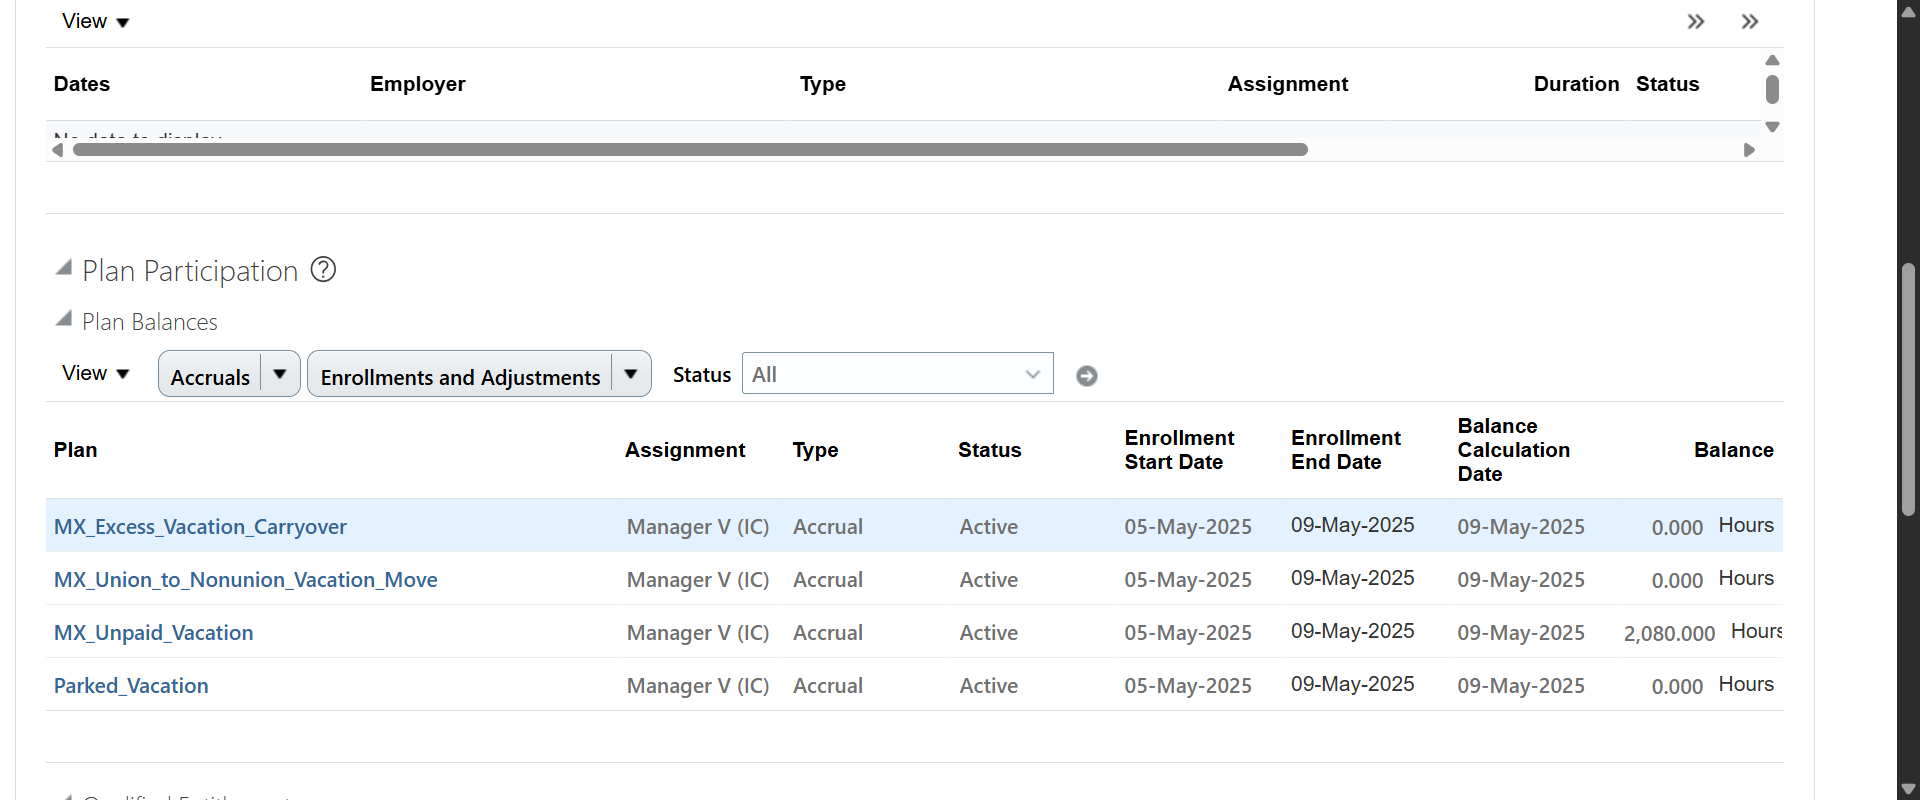 View
Dates Employer Type Assignment Duration Status
No data to display
Plan Participation
Plan Balances
View Accruals Enrollments and Adjustments Status All
Plan Assignment Type Status Enrollment Start Date Enrollment End Date Balance Calculation Date Balance
MX_Excess_Vacation_Carryover Manager V (IC) Accrual Active 05-May-2025 09-May-2025 09-May-2025 0.000 Hours
MX_Union_to_Nonunion_Vacation_Move Manager V (IC) Accrual Active 05-May-2025 09-May-2025 09-May-2025 0.000 Hours
MX_Unpaid_Vacation Manager V (IC) Accrual Active 05-May-2025 09-May-2025 09-May-2025 2,080.000 Hours
Parked_Vacation Manager V (IC) Accrual Active 05-May-2025 09-May-2025 09-May-2025 0.000 Hours